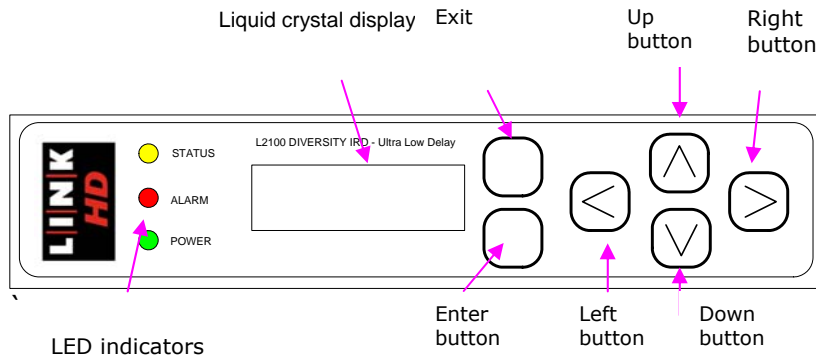 Liquid crystal display
Exit
Up
button
Right
button
L2100 DIVERSITY IRD - Ultra Low Delay
LINK
HD
STATUS
ALARM
POWER
`
LED indicators
Enter
button
Left
button
Down
button